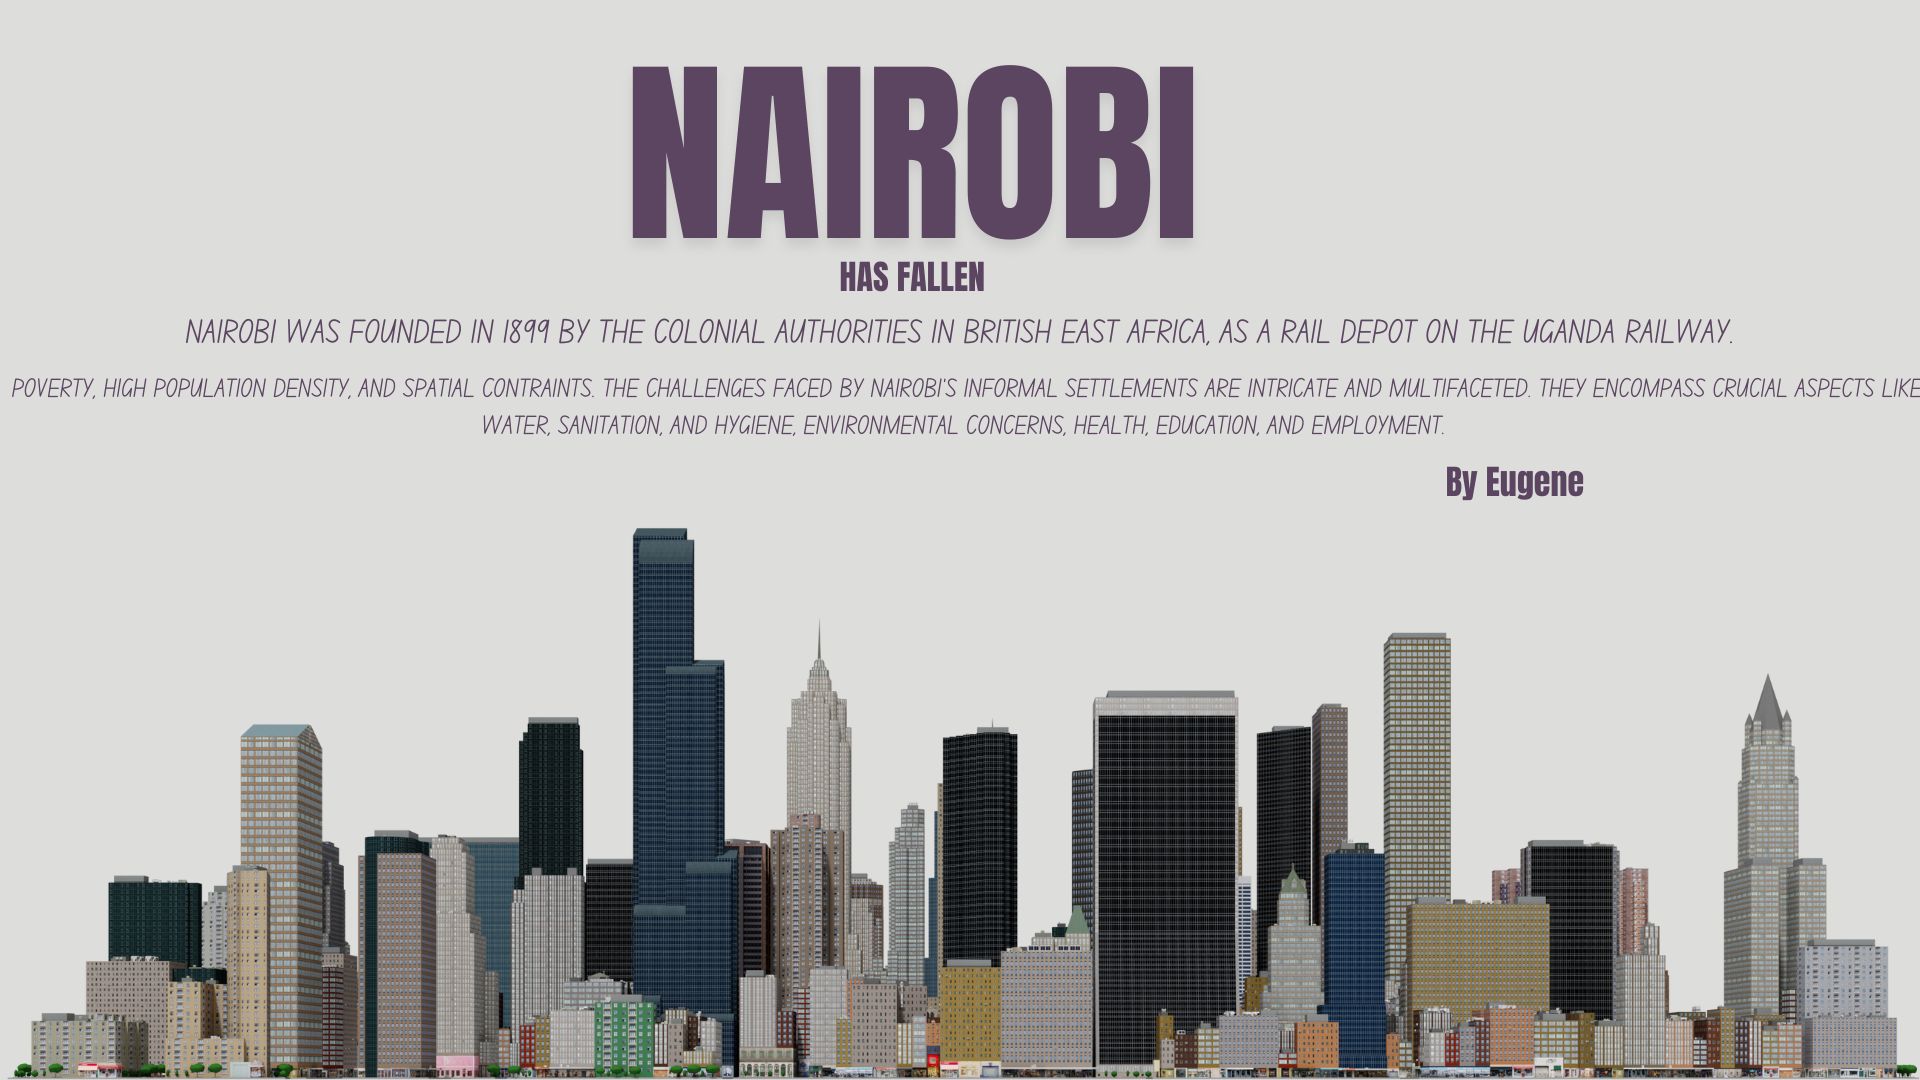 NAIROBI
HAS FALLEN
NAIROBI WAS FOUNDED IN 1899 BY THE COLONIAL AUTHORITIES IN BRITISH EAST AFRICA, AS A RAIL DEPOT ON THE UGANDA RAILWAY.
POVERTY, HIGH POPULATION DENSITY, AND SPATIAL CONTRAINTS. THE CHALLENGES FACED BY NAIROBI'S INFORMAL SETTLEMENTS ARE INTRICATE AND MULTIFACETED. THEY ENCOMPASS CRUCIAL ASPECTS LIKE
WATER, SANITATION, AND HYGIENE, ENVIRONMENTAL CONCERNS, HEALTH, EDUCATION, AND EMPLOYMENT.
By Eugene